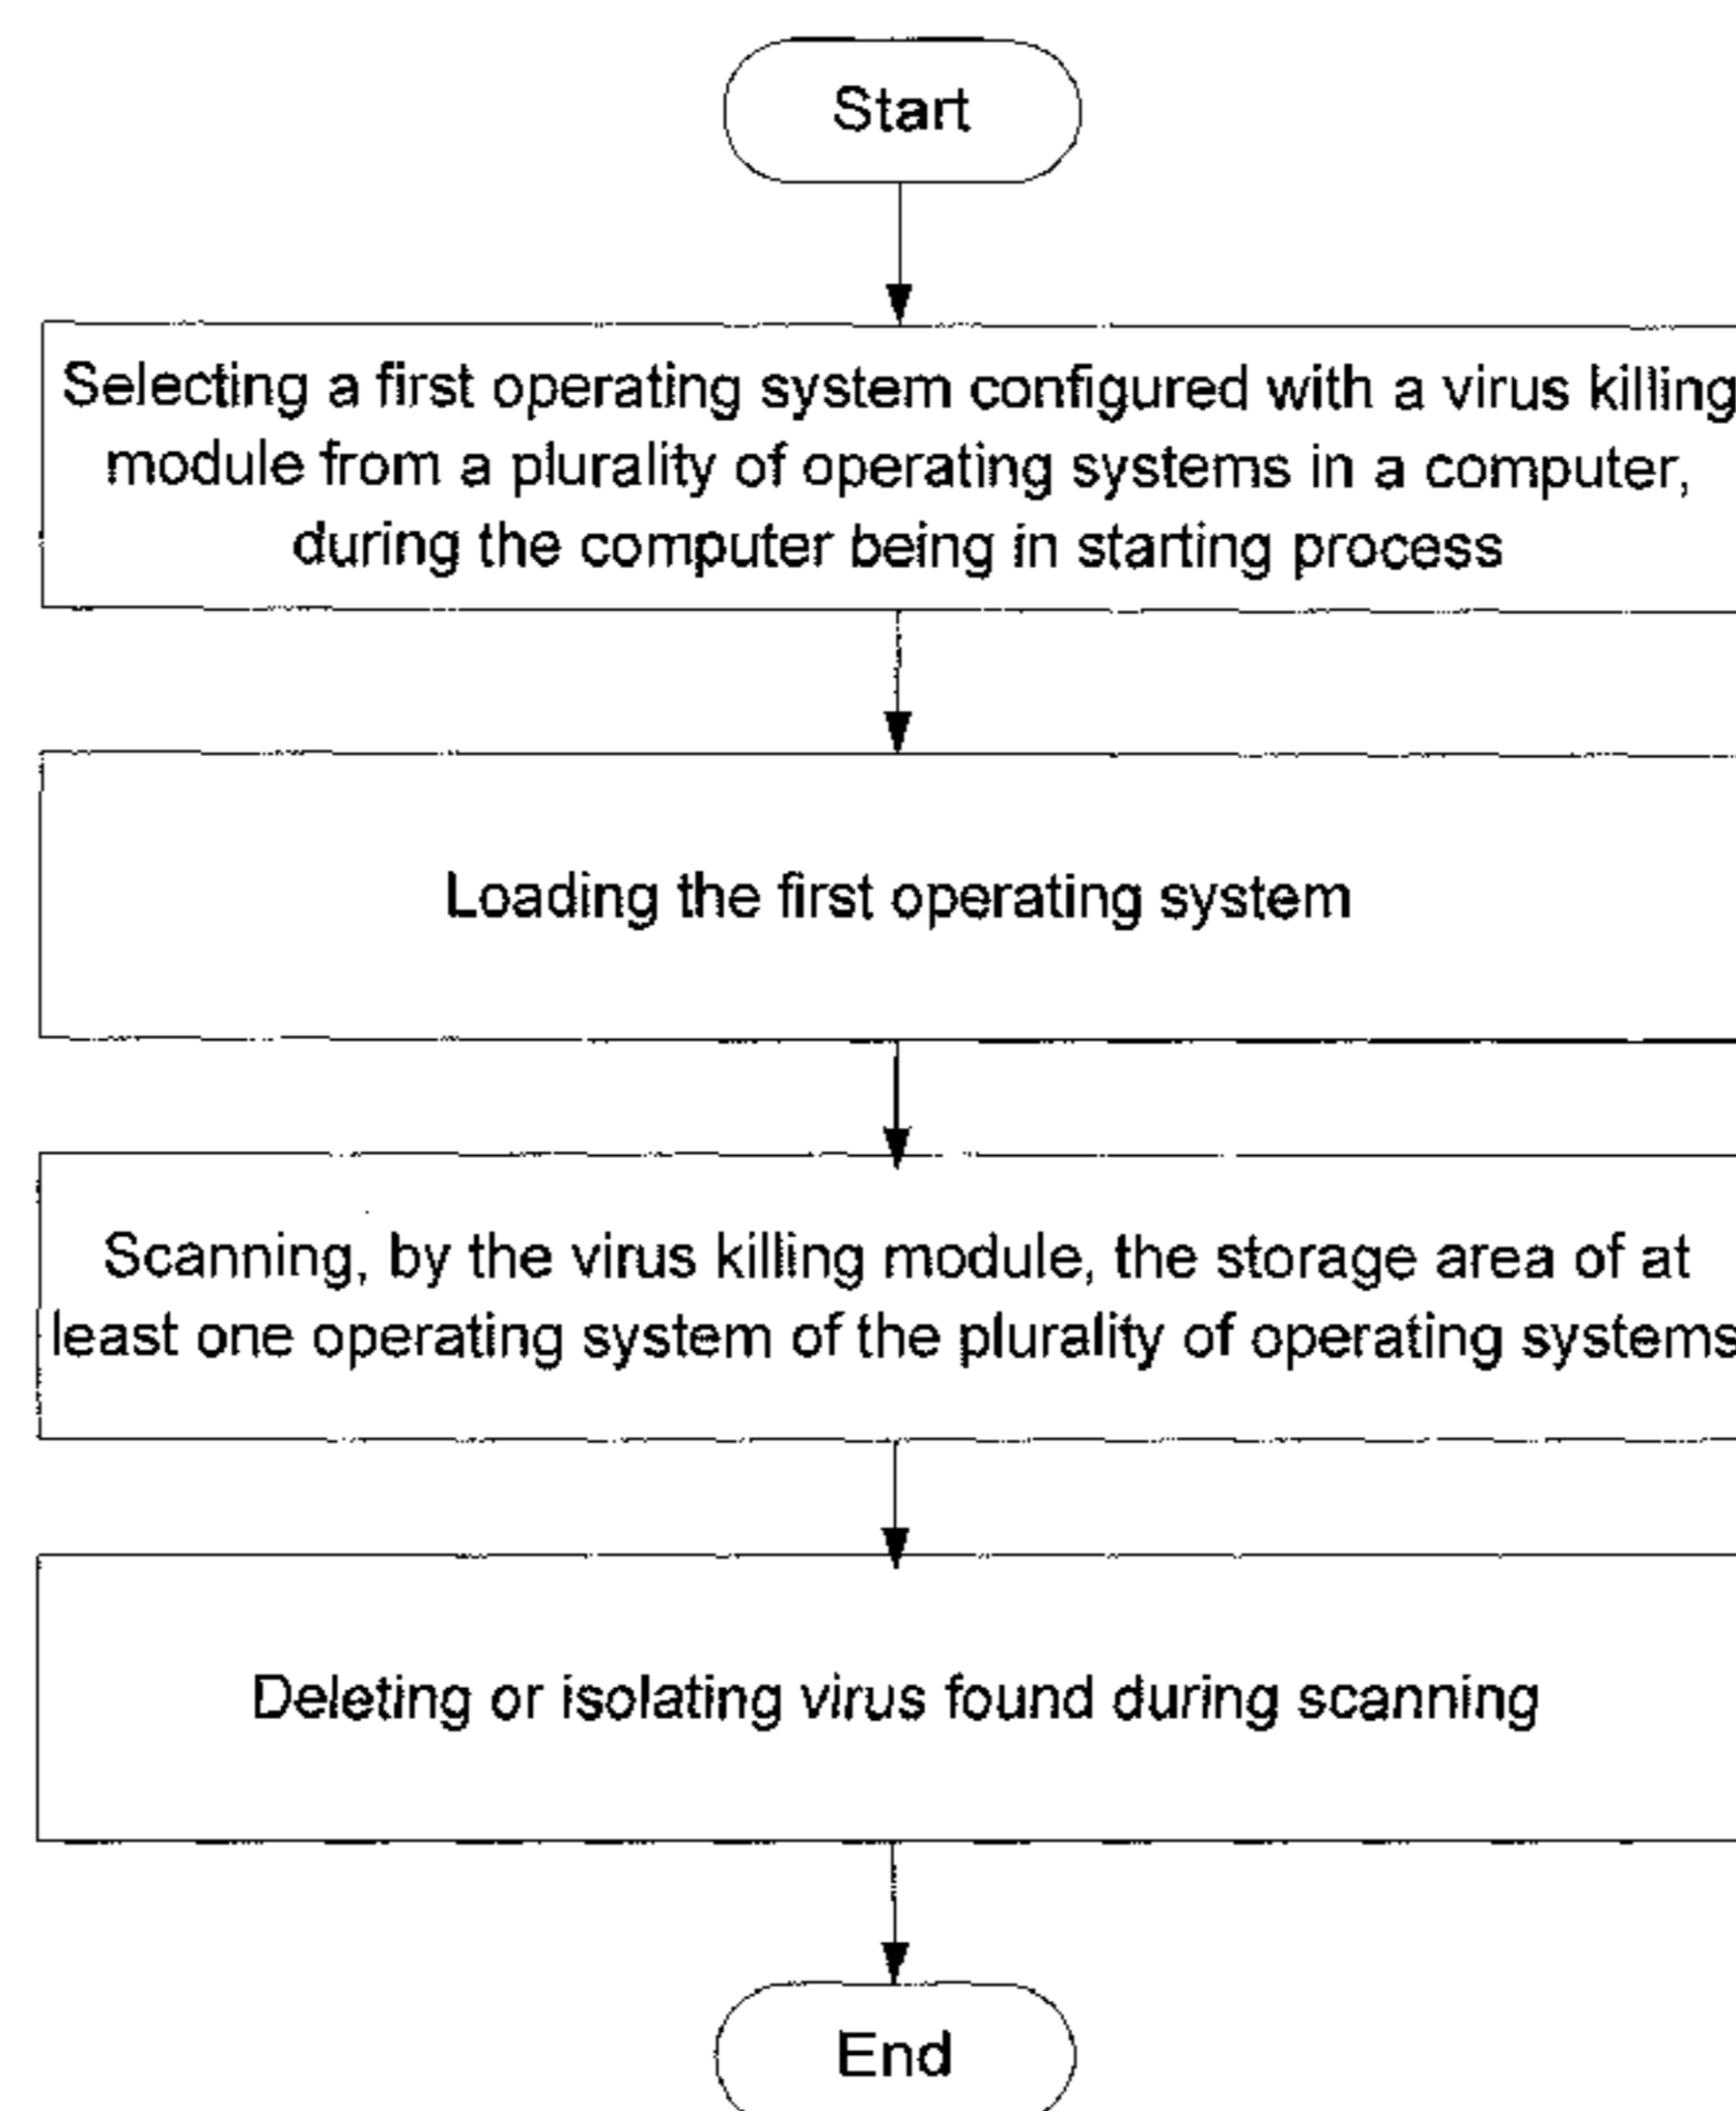 Start
Selecting a first operating system configured with a virus killing
module from a plurality of operating systems in a computer,
during the computer being in starting process
Loading the first operating system
Scanning, by the virus killing module, the storage area of at
least one operating system of the plurality of operating systems
Deleting or isolating virus found during scanning
End